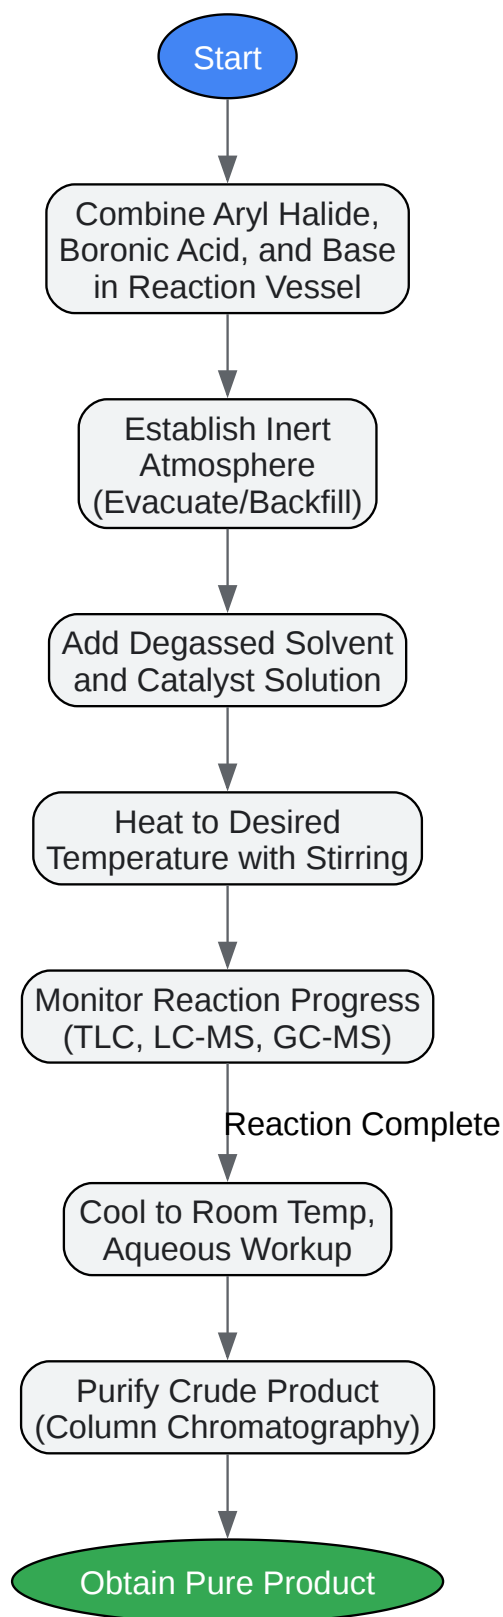 Start
Combine Aryl Halide,
Boronic Acid, and Base
in Reaction Vessel
Establish Inert
Atmosphere
(Evacuate/Backfill)
Add Degassed Solvent
and Catalyst Solution
Heat to Desired
Temperature with Stirring
Monitor Reaction Progress
(TLC, LC-MS, GC-MS)
Reaction Complete
Cool to Room Temp,
Aqueous Workup
Purify Crude Product
(Column Chromatography)
Obtain Pure Product